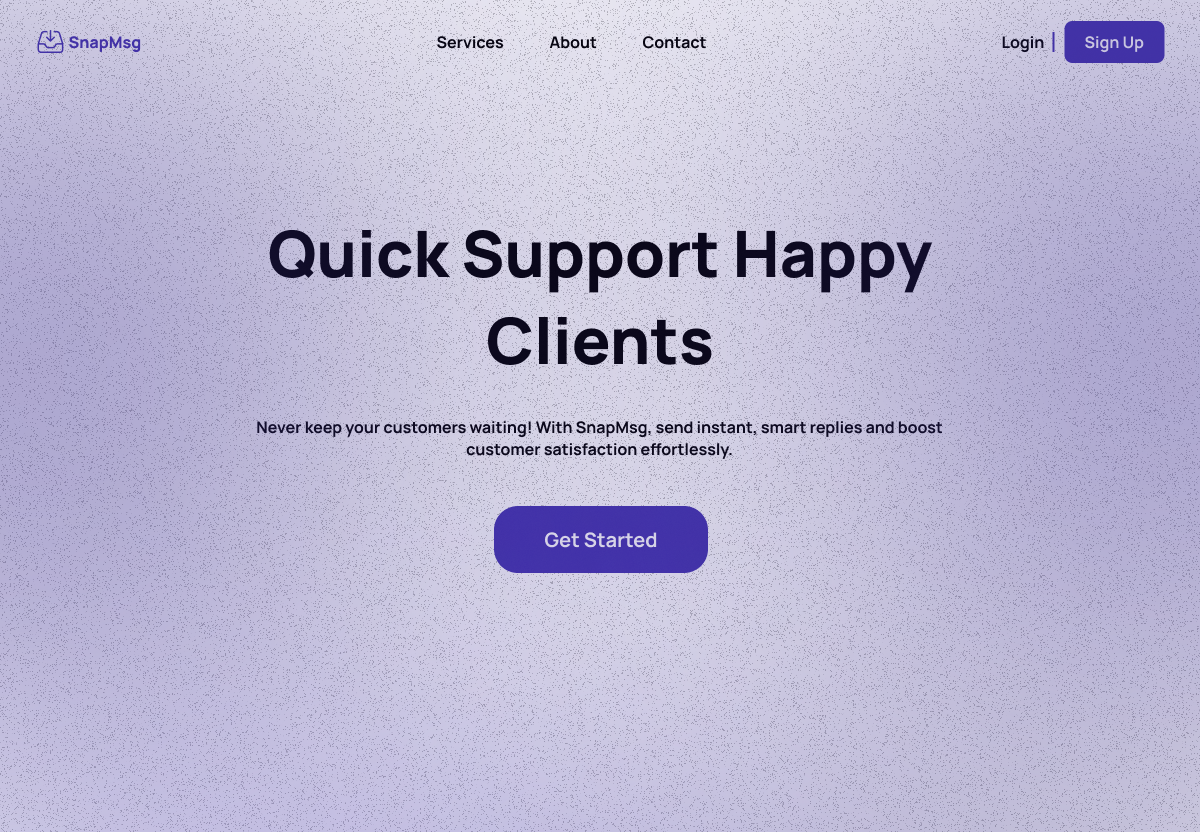 SnapMsg
Services
About
Contact
Login
Sign Up
Quick Support Happy
Clients
Never keep your customers waiting! With SnapMsg, send instant, smart replies and boost
customer satisfaction effortlessly.
Get Started